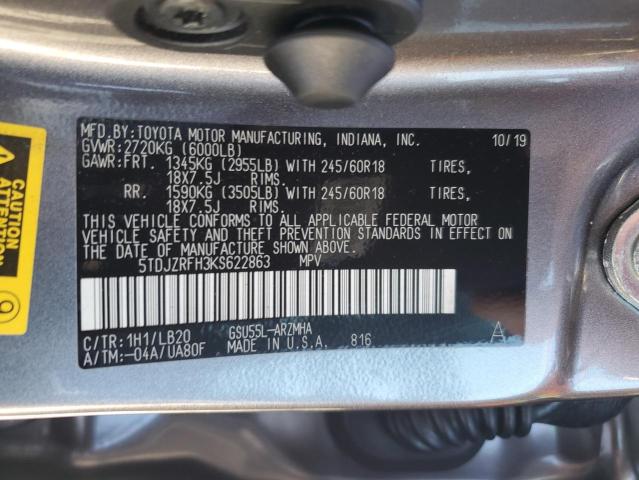 MFD.BY:TOYOTA MOTOR MANUFACTURING, INDIANA, INC. 10/19
GVWR:2720KG (6000LB)
GAWR:FRT. 1345KG (2955LB) WITH 245/60R18 TIRES,
18X7.5J RIMS.
RR. 1590KG (3505LB) WITH 245/60R18 TIRES,
18X7.5J RIMS.
THIS VEHICLE CONFORMS TO ALL APPLICABLE FEDERAL MOTOR
VEHICLE SAFETY AND THEFT PREVENTION STANDARDS IN EFFECT ON
THE DATE OF MANUFACTURE SHOWN ABOVE.
5TDJZRFH3KS622863 MPV
C/TR:1H1/LB20 GSU55L-ARZMHA
A/TM:-04A/UA80F MADE IN U.S.A. 816 A
ATTENTION